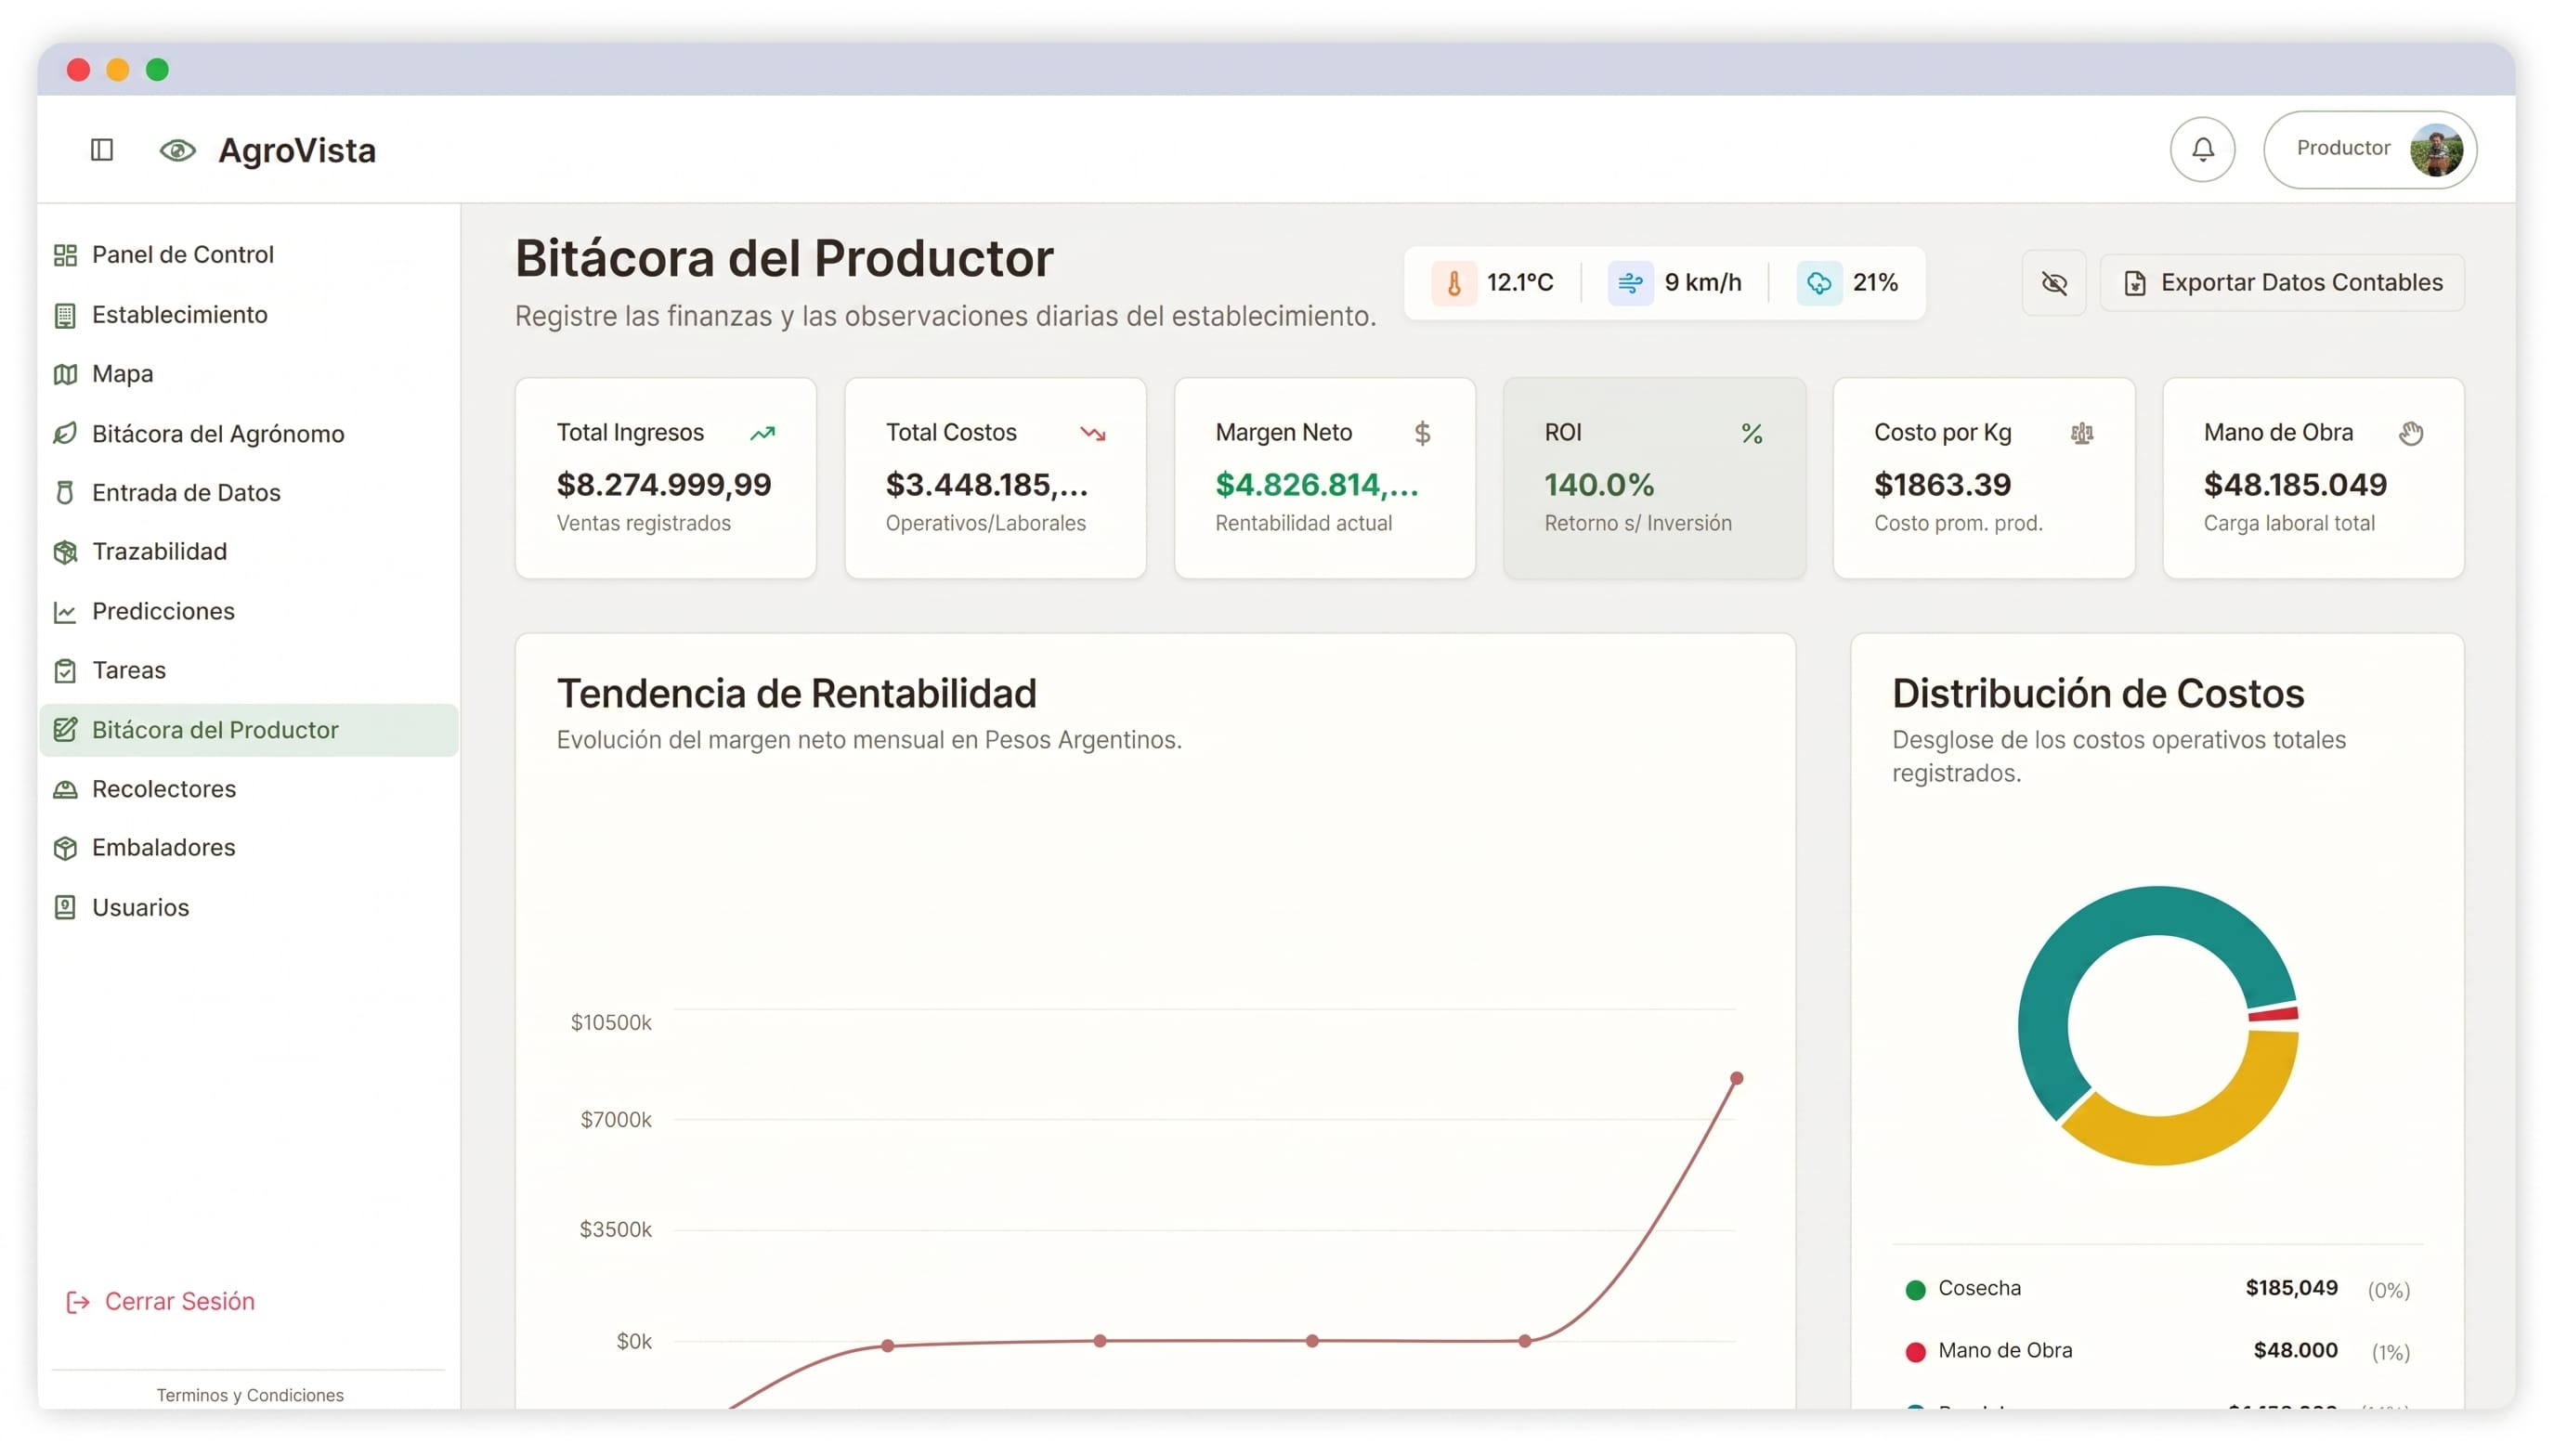 AgroVista
Productor
Panel de Control
Establecimiento
Mapa
Bitácora del Agrónomo
Entrada de Datos
Trazabilidad
Predicciones
Tareas
Bitácora del Productor
Recolectores
Embaladores
Usuarios
Cerrar Sesión
Terminos y Condiciones
Bitácora del Productor
Registre las finanzas y las observaciones diarias del establecimiento.
12.1°C
9 km/h
21%
Exportar Datos Contables
Total Ingresos
$8.274.999,99
Ventas registrados
Total Costos
$3.448.185,...
Operativos/Laborales
Margen Neto $
$4.826.814,...
Rentabilidad actual
ROI %
140.0%
Retorno s/ Inversión
Costo por Kg
$1863.39
Costo prom. prod.
Mano de Obra
$48.185.049
Carga laboral total
Tendencia de Rentabilidad
Evolución del margen neto mensual en Pesos Argentinos.
$10500k
$7000k
$3500k
$0k
Distribución de Costos
Desglose de los costos operativos totales
registrados.
Cosecha $185,049 (0%)
Mano de Obra $48.000 (1%)